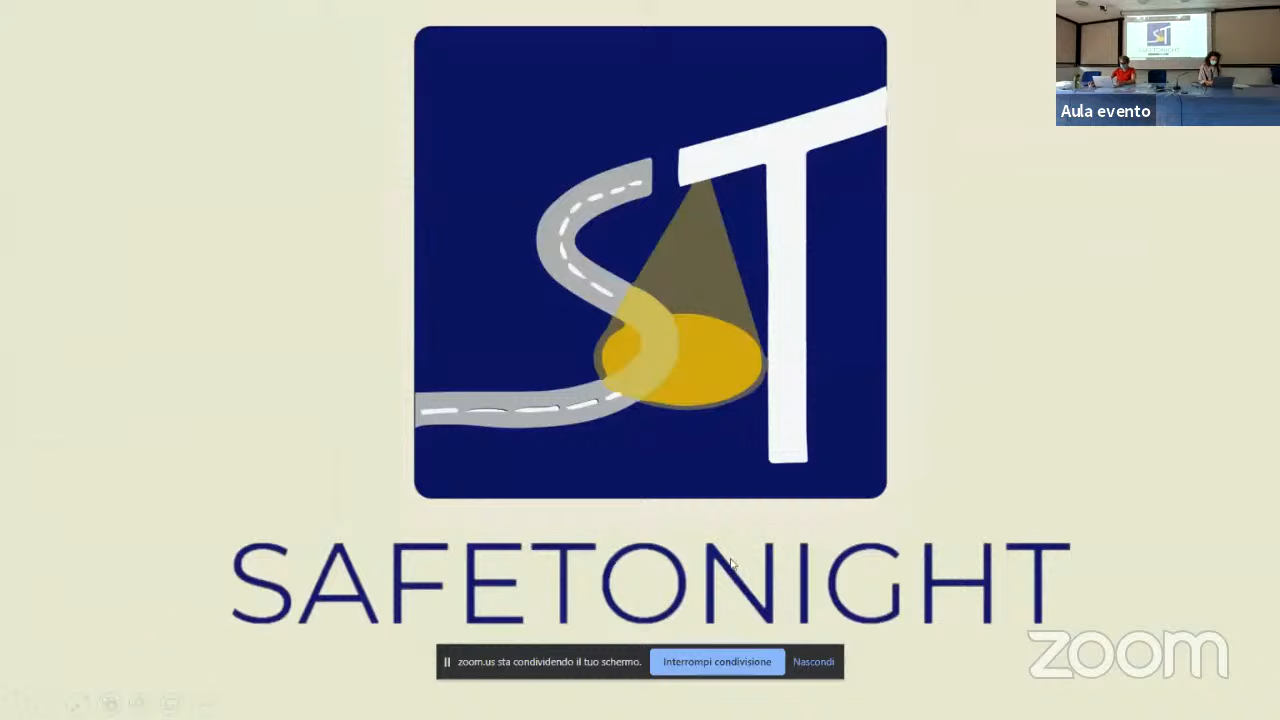 Aula evento
ST
SAFETONIGHT
zoom.us sta condividendo il tuo schermo. Interrompi condivisione Nascondi
zoom